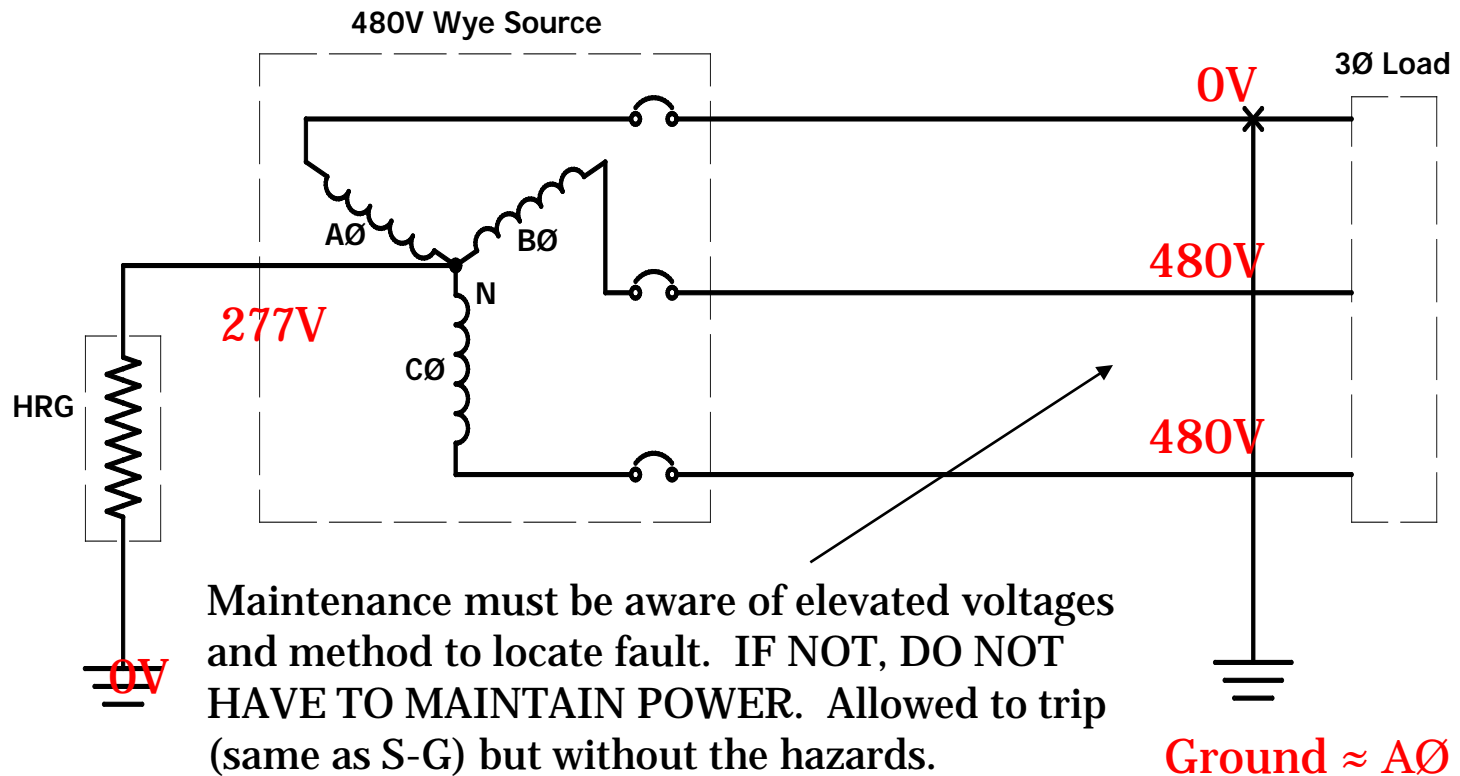 480V Wye Source
3Ø Load
0V
AØ
BØ
480V
N
277V
CØ
HRG
480V
Maintenance must be aware of elevated voltages
and method to locate fault.  IF NOT, DO NOT
HAVE TO MAINTAIN POWER.  Allowed to trip
(same as S-G) but without the hazards.
0V
Ground ≈ AØ